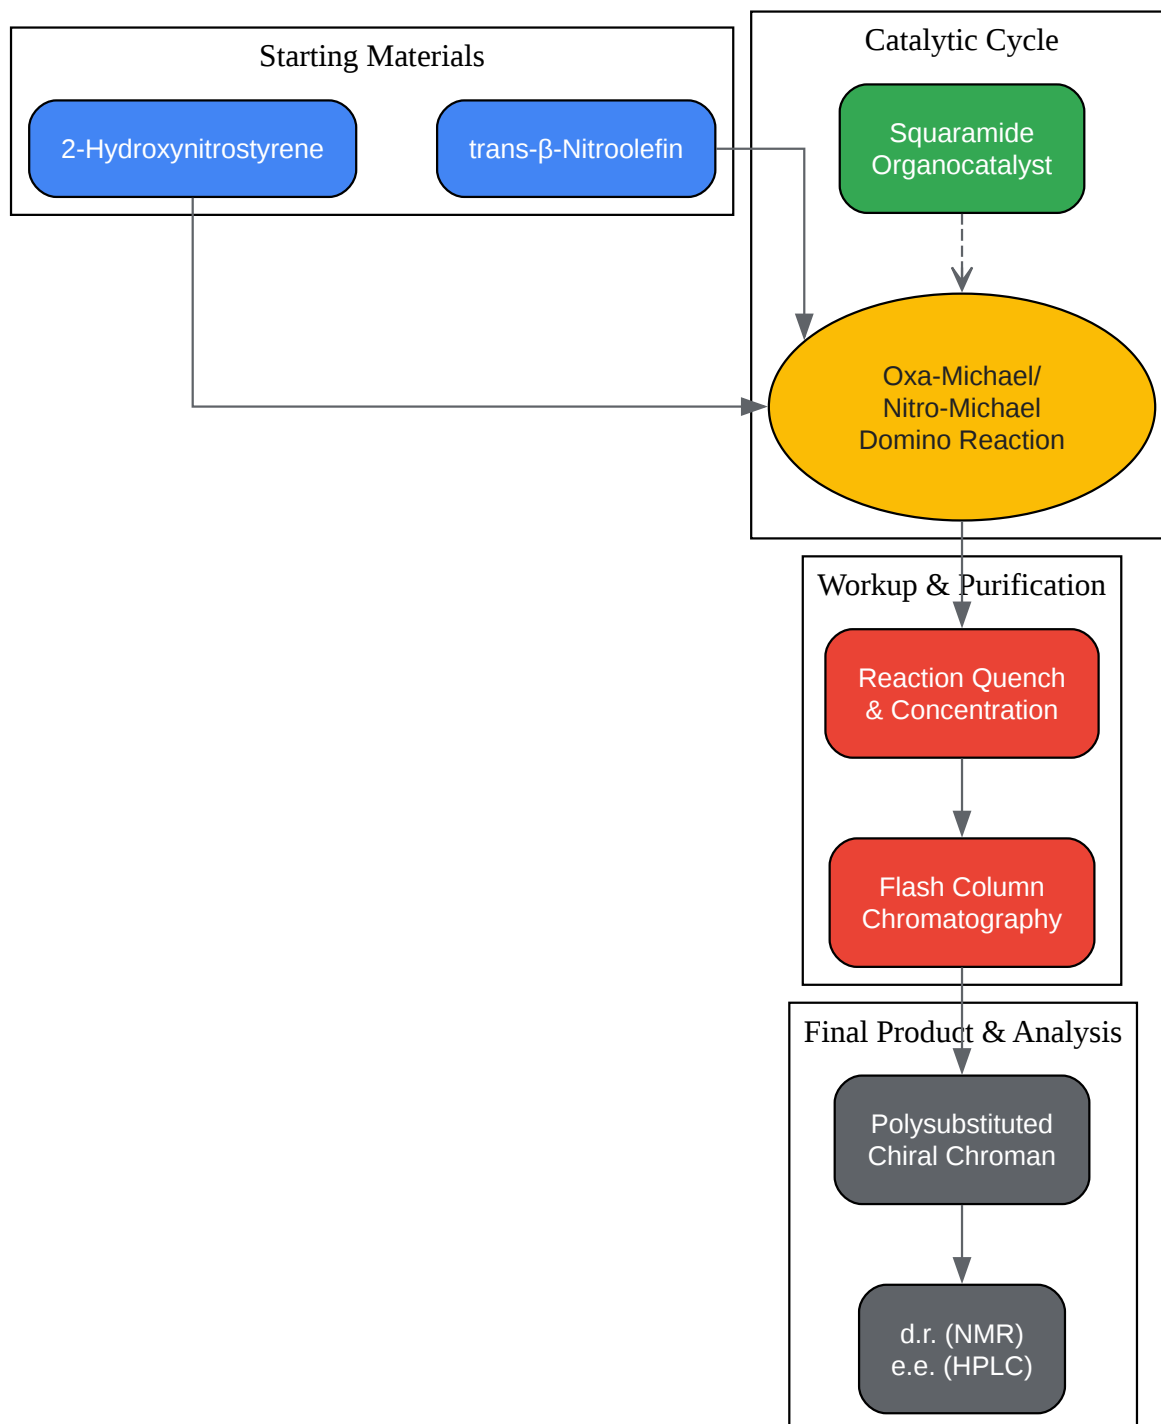 Starting Materials
2-Hydroxynitrostyrene
trans-β-Nitroolefin
Catalytic Cycle
Squaramide
Organocatalyst
Oxa-Michael/
Nitro-Michael
Domino Reaction
Workup & Purification
Reaction Quench
& Concentration
Flash Column
Chromatography
Final Product & Analysis
Polysubstituted
Chiral Chroman
d.r. (NMR)
e.e. (HPLC)